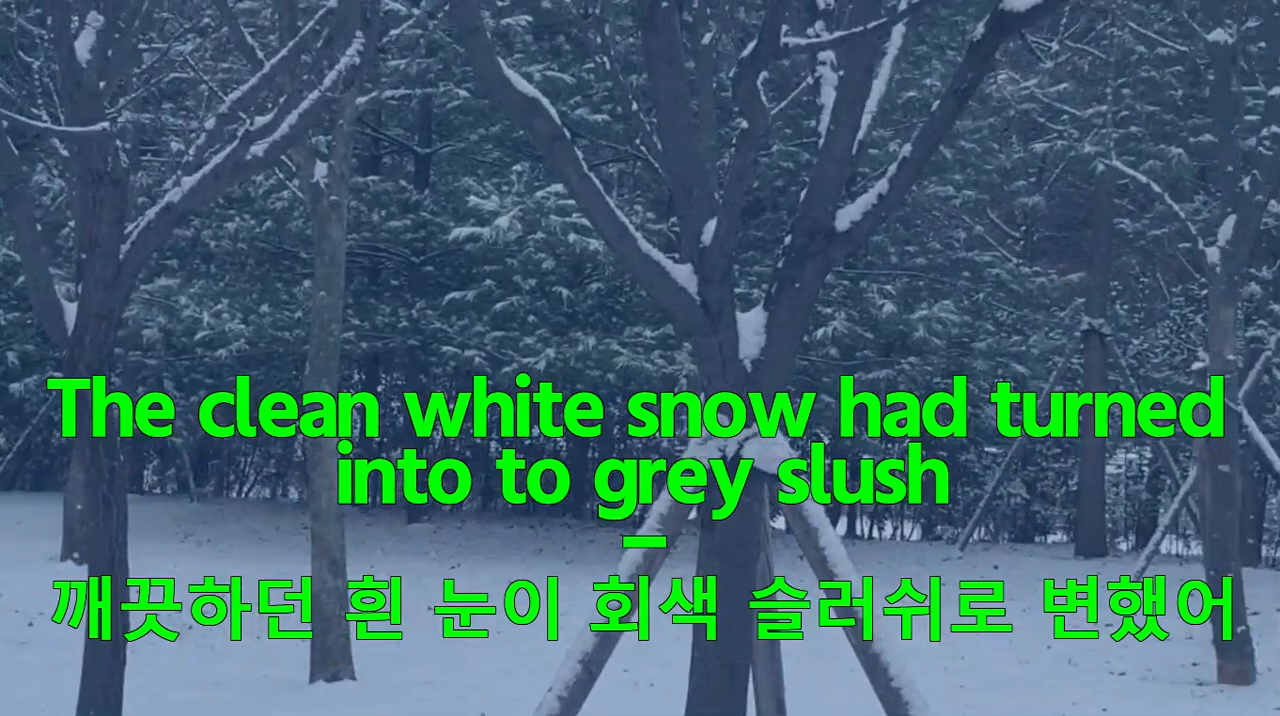 The clean white snow had turned
into to grey slush
–
깨끗하던 흰 눈이 회색 슬러쉬로 변했어